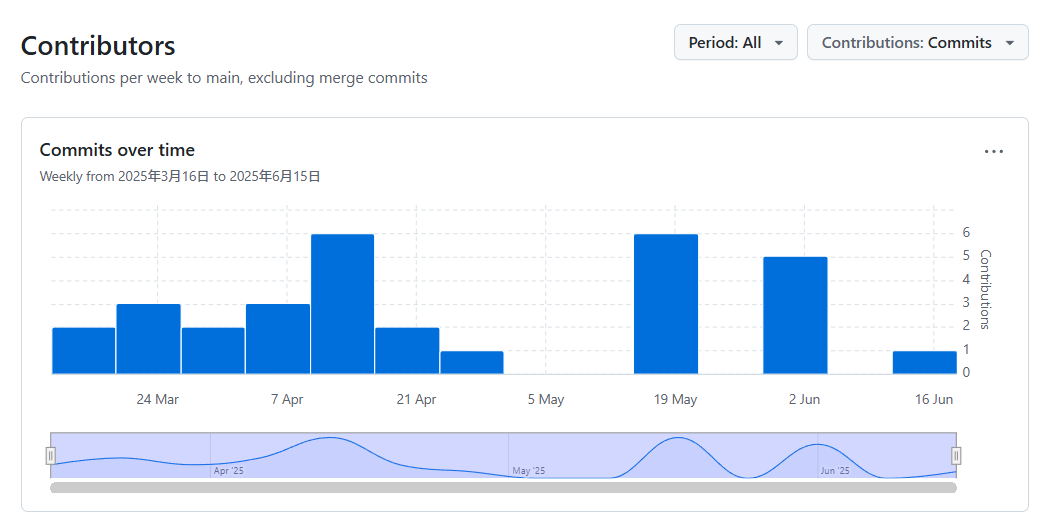 Contributors
Period: All
Contributions: Commits
Contributions per week to main, excluding merge commits
Commits over time
Weekly from 2025年3月16日 to 2025年6月15日
6
5
4
3
2
1
0
Contributions
24 Mar
7 Apr
21 Apr
5 May
19 May
2 Jun
16 Jun
Apr '25
May '25
Jun '25